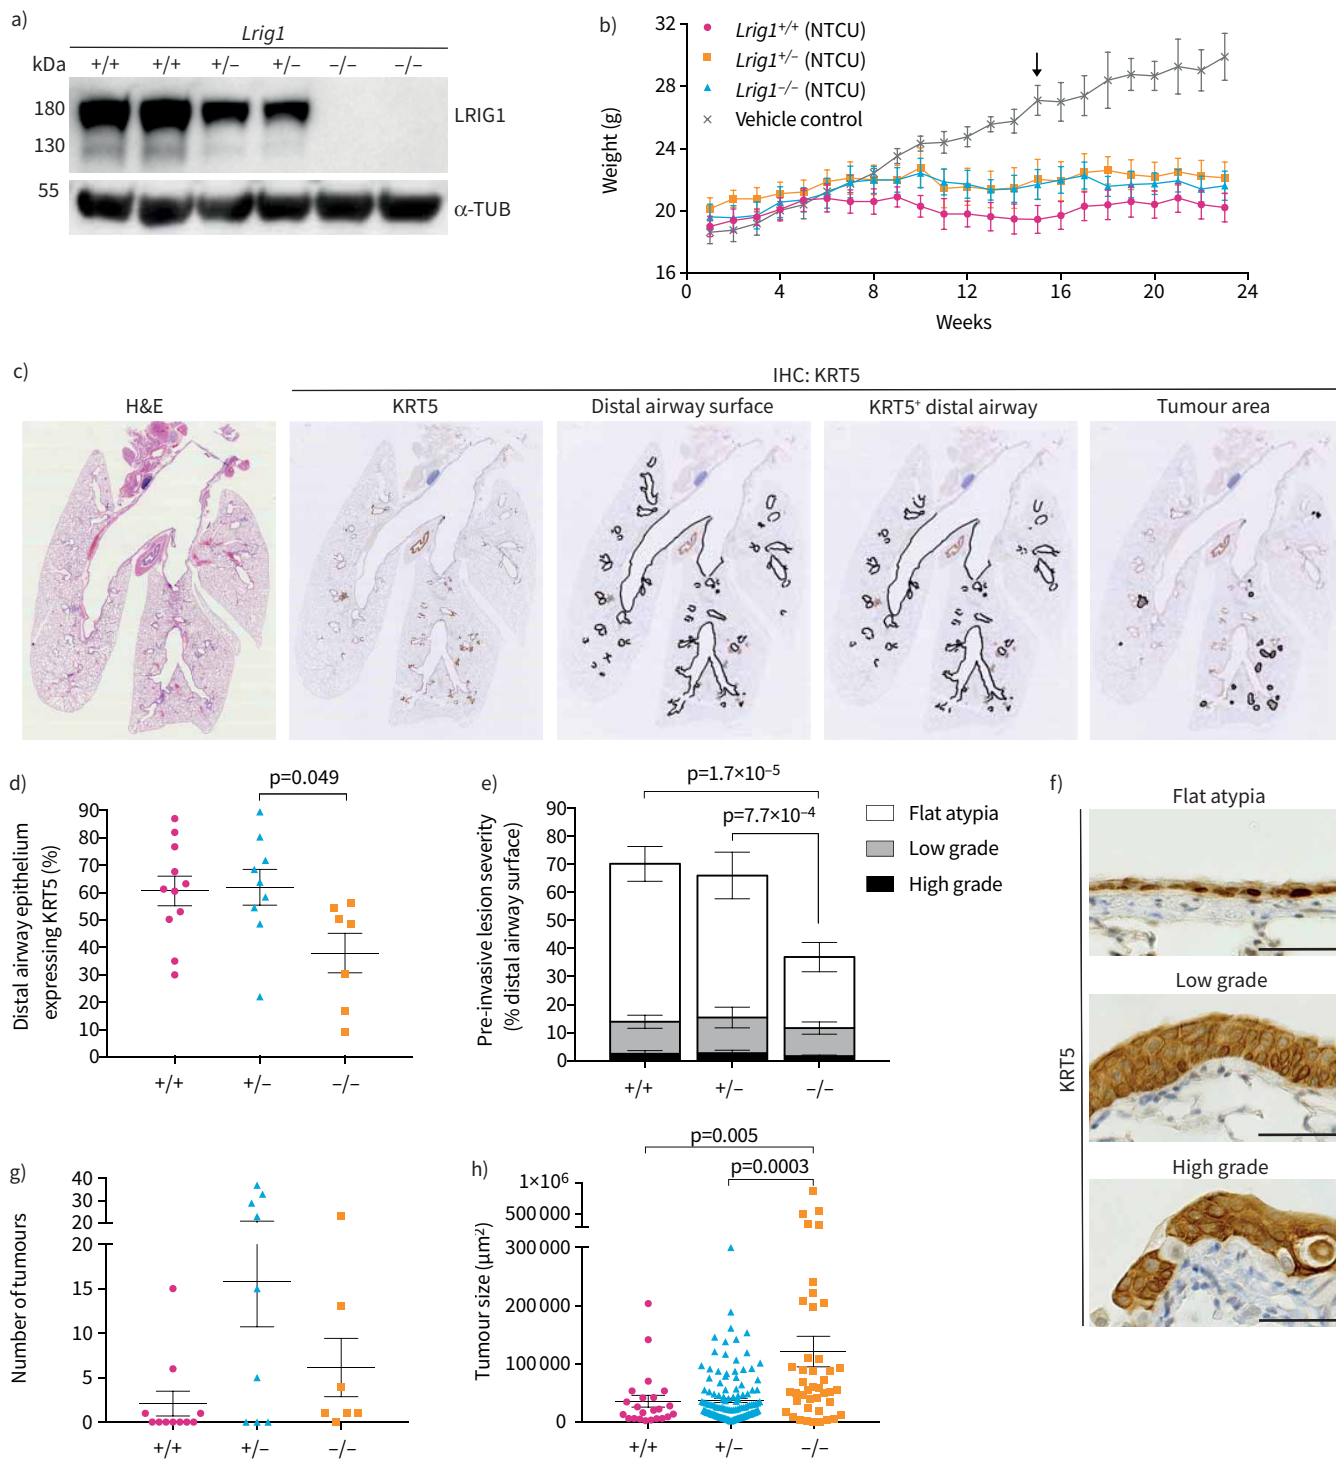 a)
Lrig1
kDa +/+ +/+ +/– +/– –/– –/–
180
130
LRIG1
55
α-TUB
b)
Lrig1+/+ (NTCU)
Lrig1+/– (NTCU)
Lrig1–/– (NTCU)
Vehicle control
Weight (g)
32
28
24
20
16
0 4 8 12 16 20 24
Weeks
c)
IHC: KRT5
H&E KRT5 Distal airway surface KRT5+ distal airway Tumour area
d)
p=0.049
Distal airway epithelium
expressing KRT5 (%)
90
80
70
60
50
40
30
20
10
0
+/+ +/– –/–
e)
p=1.7×10–5
p=7.7×10–4
Pre-invasive lesion severity
(% distal airway surface)
90
80
70
60
50
40
30
20
10
0
+/+ +/– –/–
Flat atypia
Low grade
High grade
f)
Flat atypia
Low grade
High grade
KRT5
g)
Number of tumours
40
30
20
20
15
10
5
0
+/+ +/– –/–
h)
p=0.005
p=0.0003
Tumour size (µm2)
1×106
500 000
300 000
200 000
100 000
0
+/+ +/– –/–